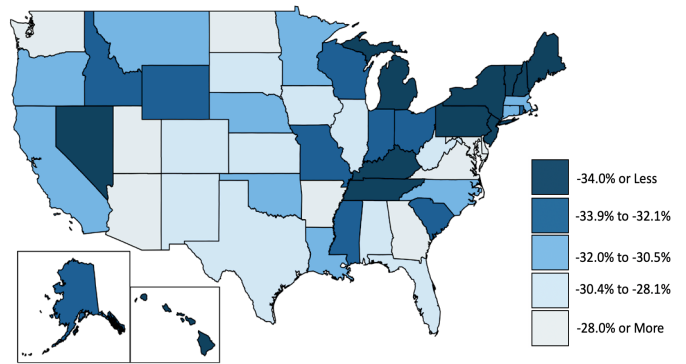 -34.0% or Less
-33.9% to -32.1%
-32.0% to -30.5%
-30.4% to -28.1%
-28.0% or More